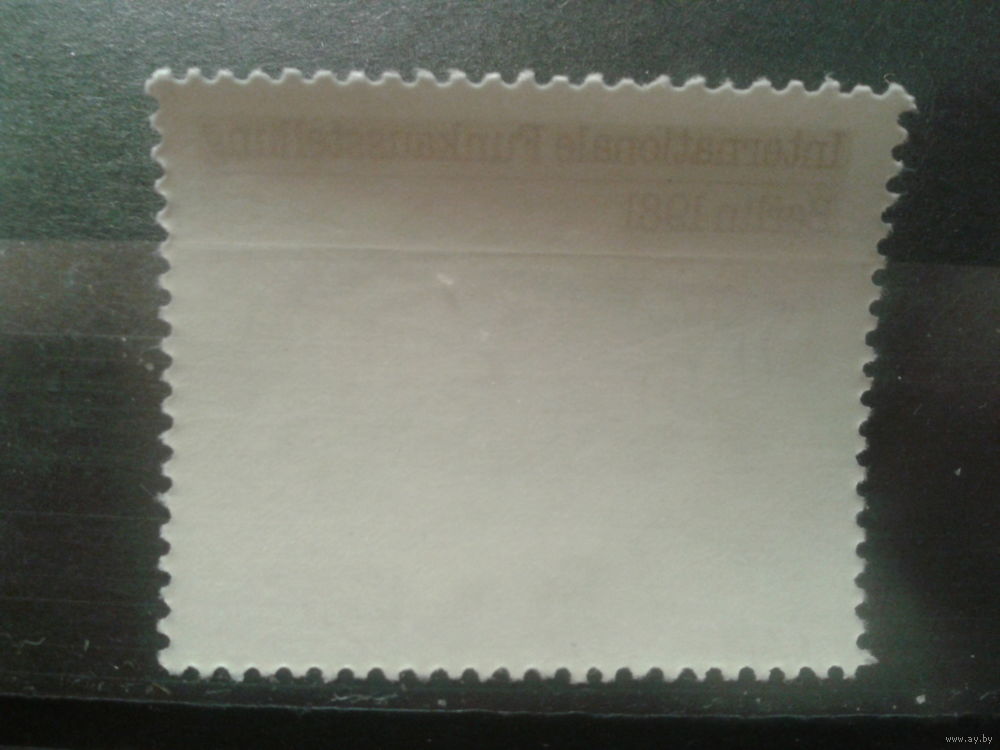 Internationale Funkausstellung
Berlin 1981
www.ay.by